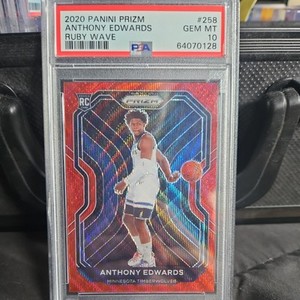 2020 PANINI PRIZM #258
ANTHONY EDWARDS GEM MT
RUBY WAVE 10
PSA 64070128
RC PRIZM
ANTHONY EDWARDS
MINNESOTA TIMBERWOLVES